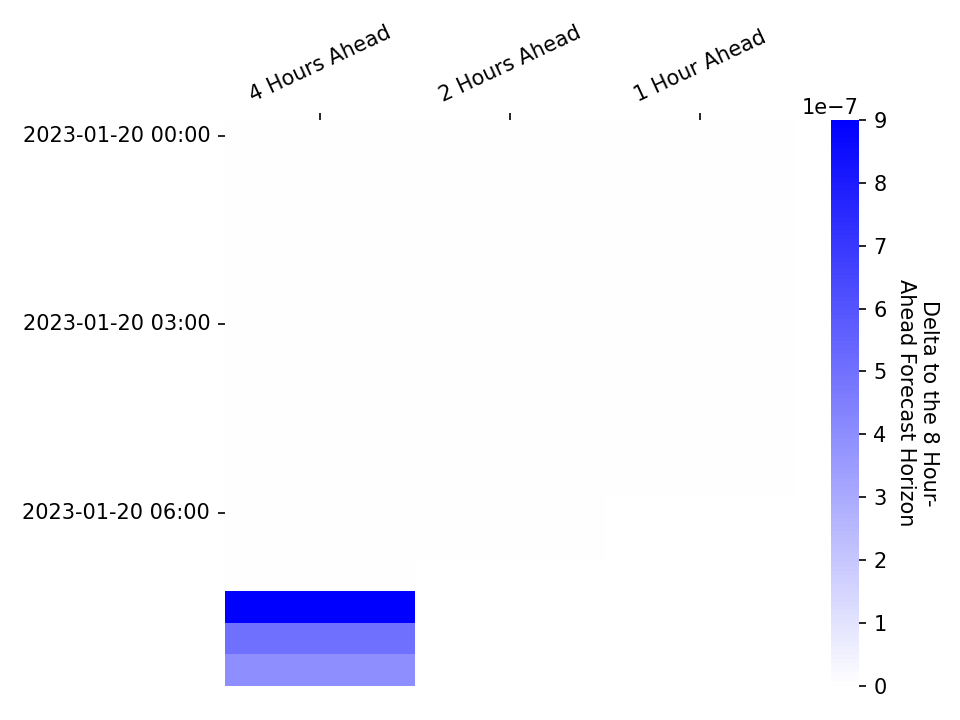 4 Hours Ahead
2 Hours Ahead
1 Hour Ahead
1e−7
2023-01-20 00:00
2023-01-20 03:00
2023-01-20 06:00
9
8
7
6
5
4
3
2
1
0
Delta to the 8 Hour-
Ahead Forecast Horizon